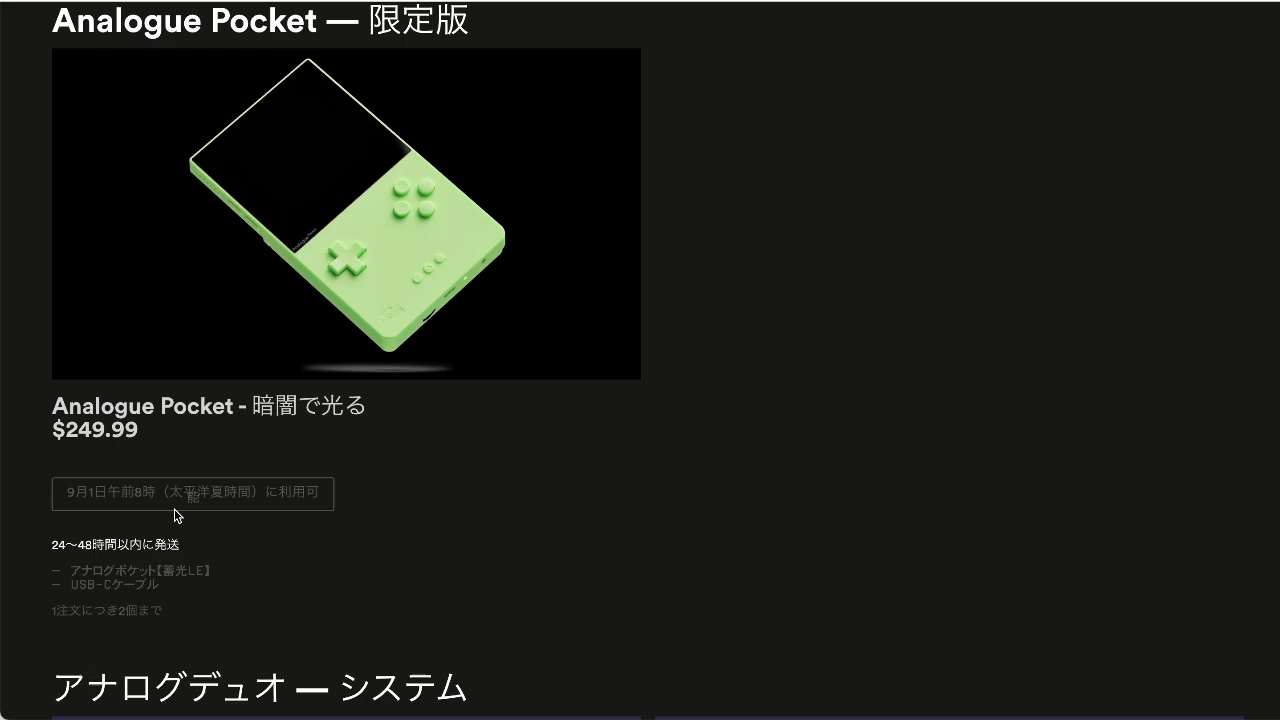 Analogue Pocket — 限定版
Analogue Pocket - 暗闇で光る
$249.99
9月1日午前8時（太平洋夏時間）に利用可
能
24〜48時間以内に発送
— アナログポケット【蓄光LE】
— USB-Cケーブル
1注文につき2個まで
アナログデュオ — システム